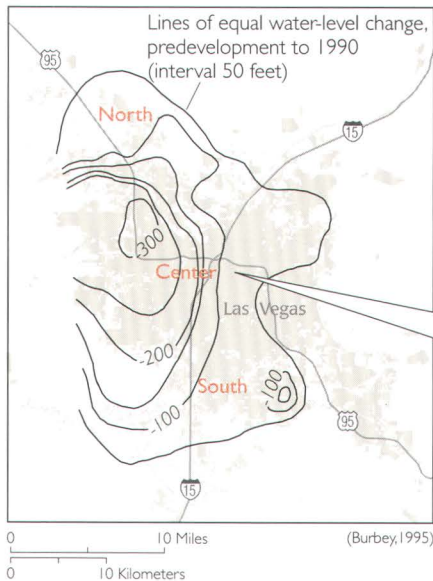 Lines of equal water-level change,
predevelopment to 1990
(interval 50 feet)
95
North
15
-300
Center
Las Vegas
-200
South
-100
-100
95
15
0 10 Miles
(Burbey, 1995)
0 10 Kilometers